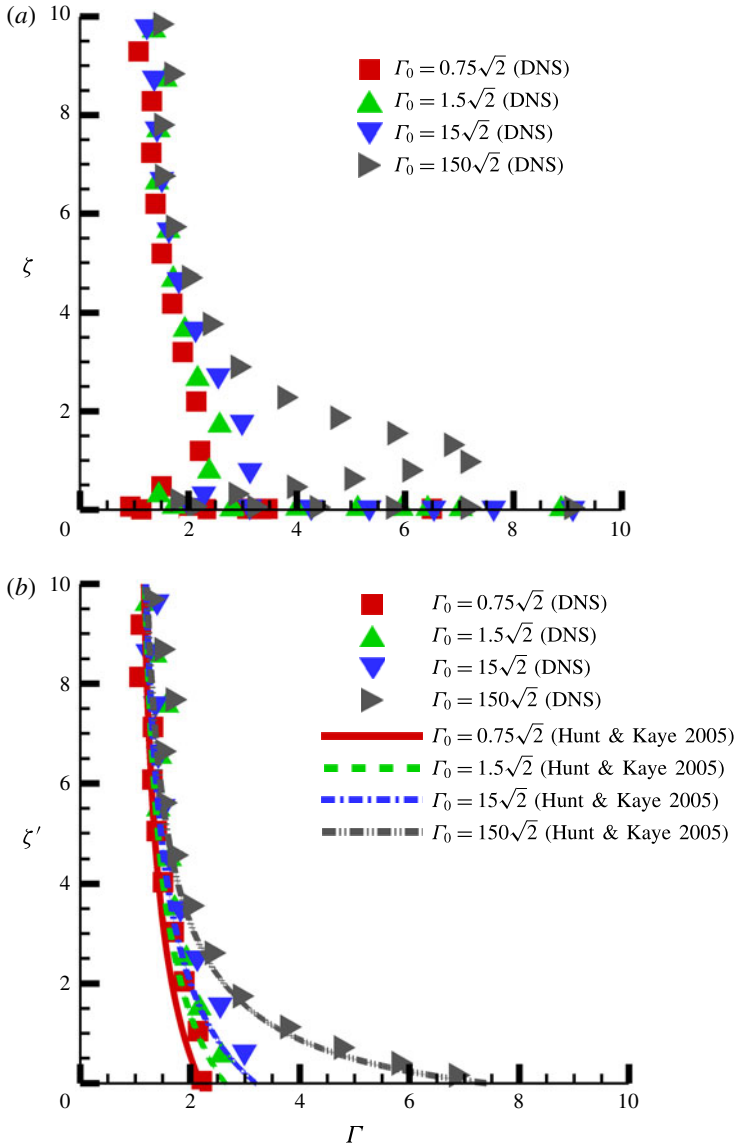 (a)
10
8
6
4
2
0
2
4
6
8
10
ζ
Γ₀ = 0.75√2 (DNS)
Γ₀ = 1.5√2 (DNS)
Γ₀ = 15√2 (DNS)
Γ₀ = 150√2 (DNS)
(b)
10
8
6
4
2
0
2
4
6
8
10
ζ′
Γ
Γ₀ = 0.75√2 (DNS)
Γ₀ = 1.5√2 (DNS)
Γ₀ = 15√2 (DNS)
Γ₀ = 150√2 (DNS)
Γ₀ = 0.75√2 (Hunt & Kaye 2005)
Γ₀ = 1.5√2 (Hunt & Kaye 2005)
Γ₀ = 15√2 (Hunt & Kaye 2005)
Γ₀ = 150√2 (Hunt & Kaye 2005)